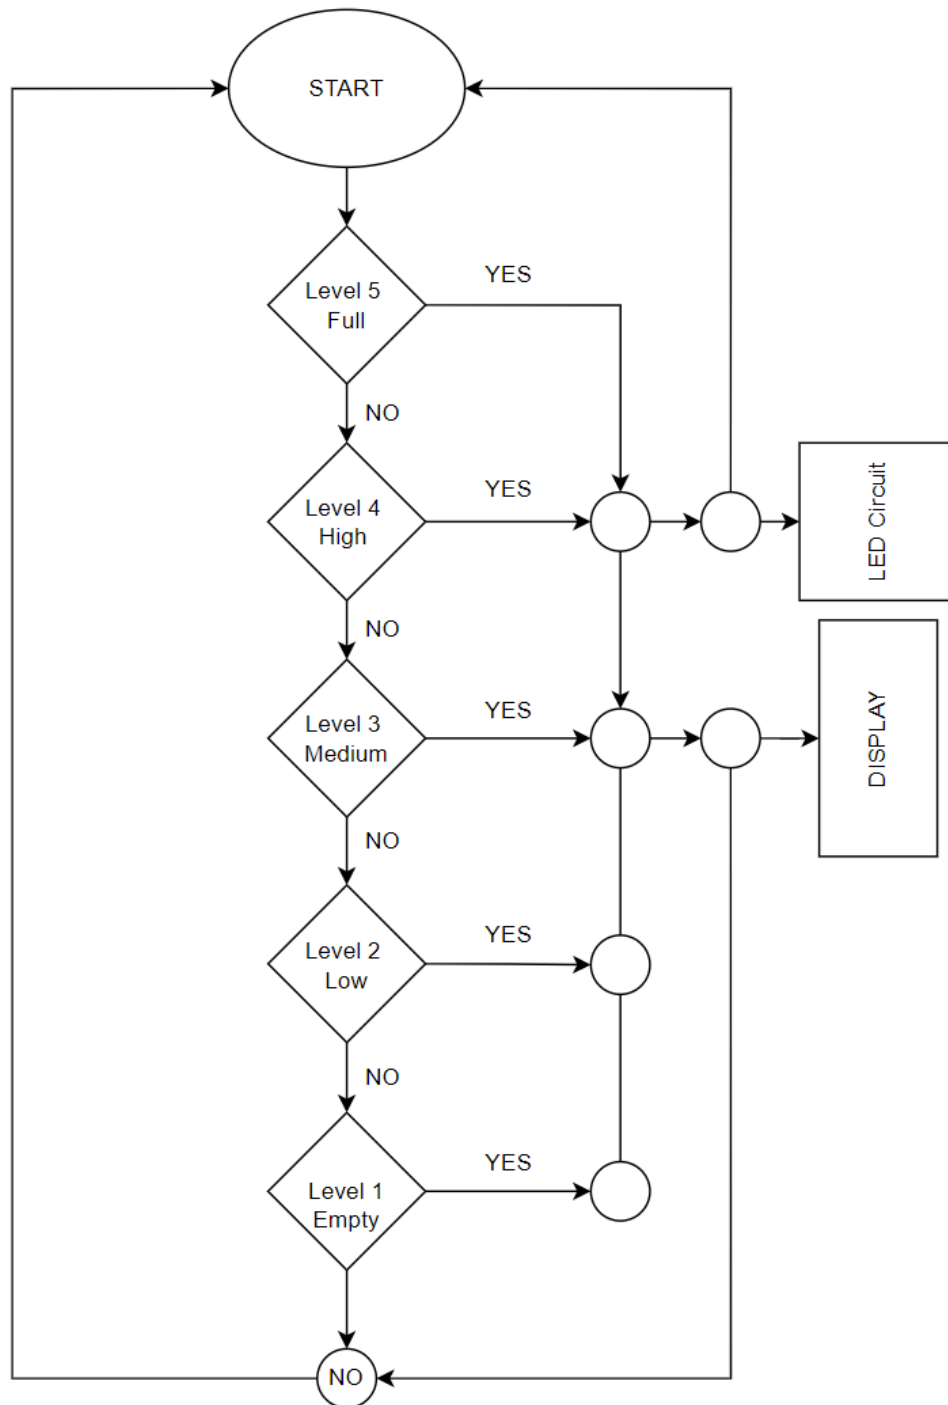 START
Level 5
Full
YES
NO
Level 4
High
YES
LED Circuit
NO
Level 3
Medium
YES
DISPLAY
NO
Level 2
Low
YES
NO
Level 1
Empty
YES
NO